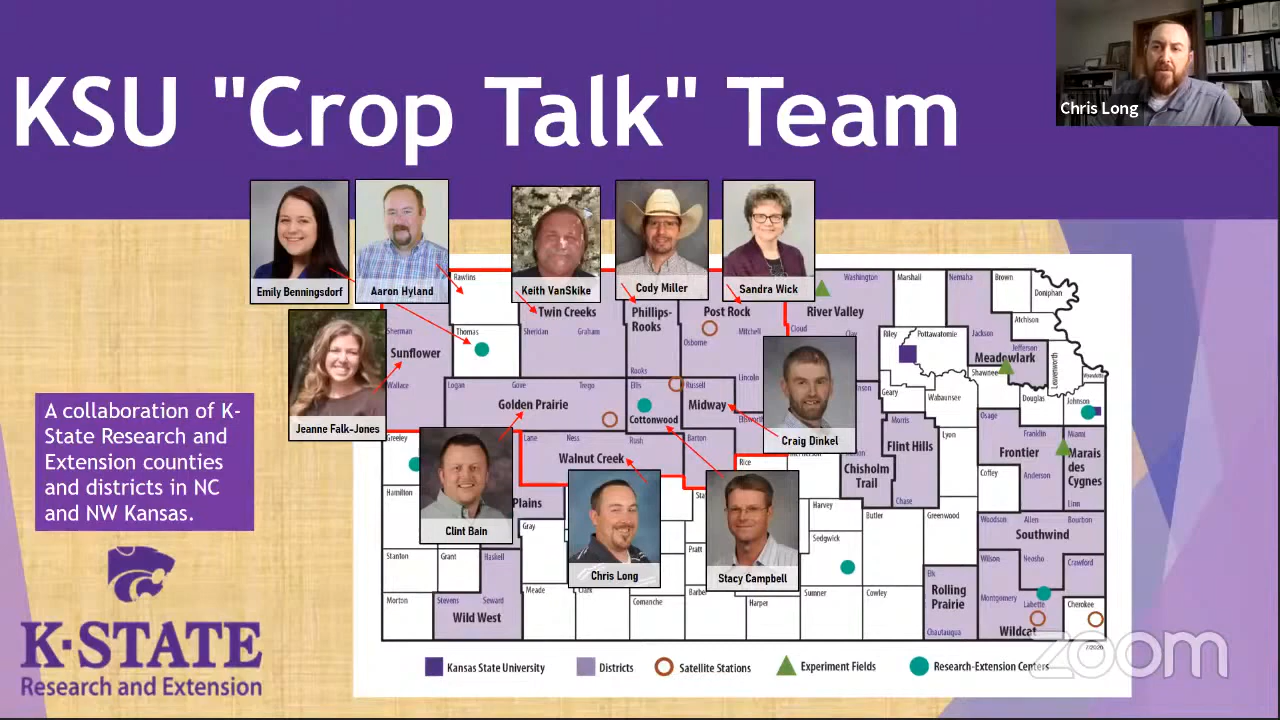 KSU "Crop Talk" Team
Chris Long
Emily Benningsdorf
Aaron Hyland
Keith VanSkike
Cody Miller
Sandra Wick
Jeanne Falk-Jones
Craig Dinkel
Clint Bain
Chris Long
Stacy Campbell
A collaboration of K-
State Research and
Extension counties
and districts in NC
and NW Kansas.
K-STATE
Research and Extension
Rawlins
Washington
Marshall
Nemaha
Brown
Doniphan
Atchison
Twin Creeks
Phillips-
Rooks
Post Rock
River Valley
Sherman
Thomas
Sheridan
Graham
Osborne
Mitchell
Cloud
Clay
Riley
Pottawatomie
Jackson
Jefferson
Meadowlark
Shawnee
Leavenworth
Sunflower
Wallace
Logan
Gove
Trego
Rooks
Ellis
Russell
Lincoln
Geary
Wabaunsee
Douglas
Johnson
Golden Prairie
Cottonwood
Midway
Morris
Flint Hills
Lyon
Osage
Franklin
Miami
Frontier
Marais
des
Cygnes
Greeley
Lane
Ness
Rush
Barton
Walnut Creek
Rice
Chisholm
Trail
Chase
Coffey
Anderson
Linn
Hamilton
Plains
Gray
Harvey
Butler
Greenwood
Woodson
Allen
Bourbon
Southwind
Sedgwick
Stanton
Grant
Haskell
Pratt
Wilson
Neosho
Crawford
Elk
Rolling
Prairie
Montgomery
Labette
Cherokee
Morton
Stevens
Seward
Meade
Clark
Comanche
Harper
Sumner
Cowley
Wild West
Chautauqua
Wildcat
7/2020
Kansas State University
Districts
Satellite Stations
Experiment Fields
Research-Extension Centers
zoom